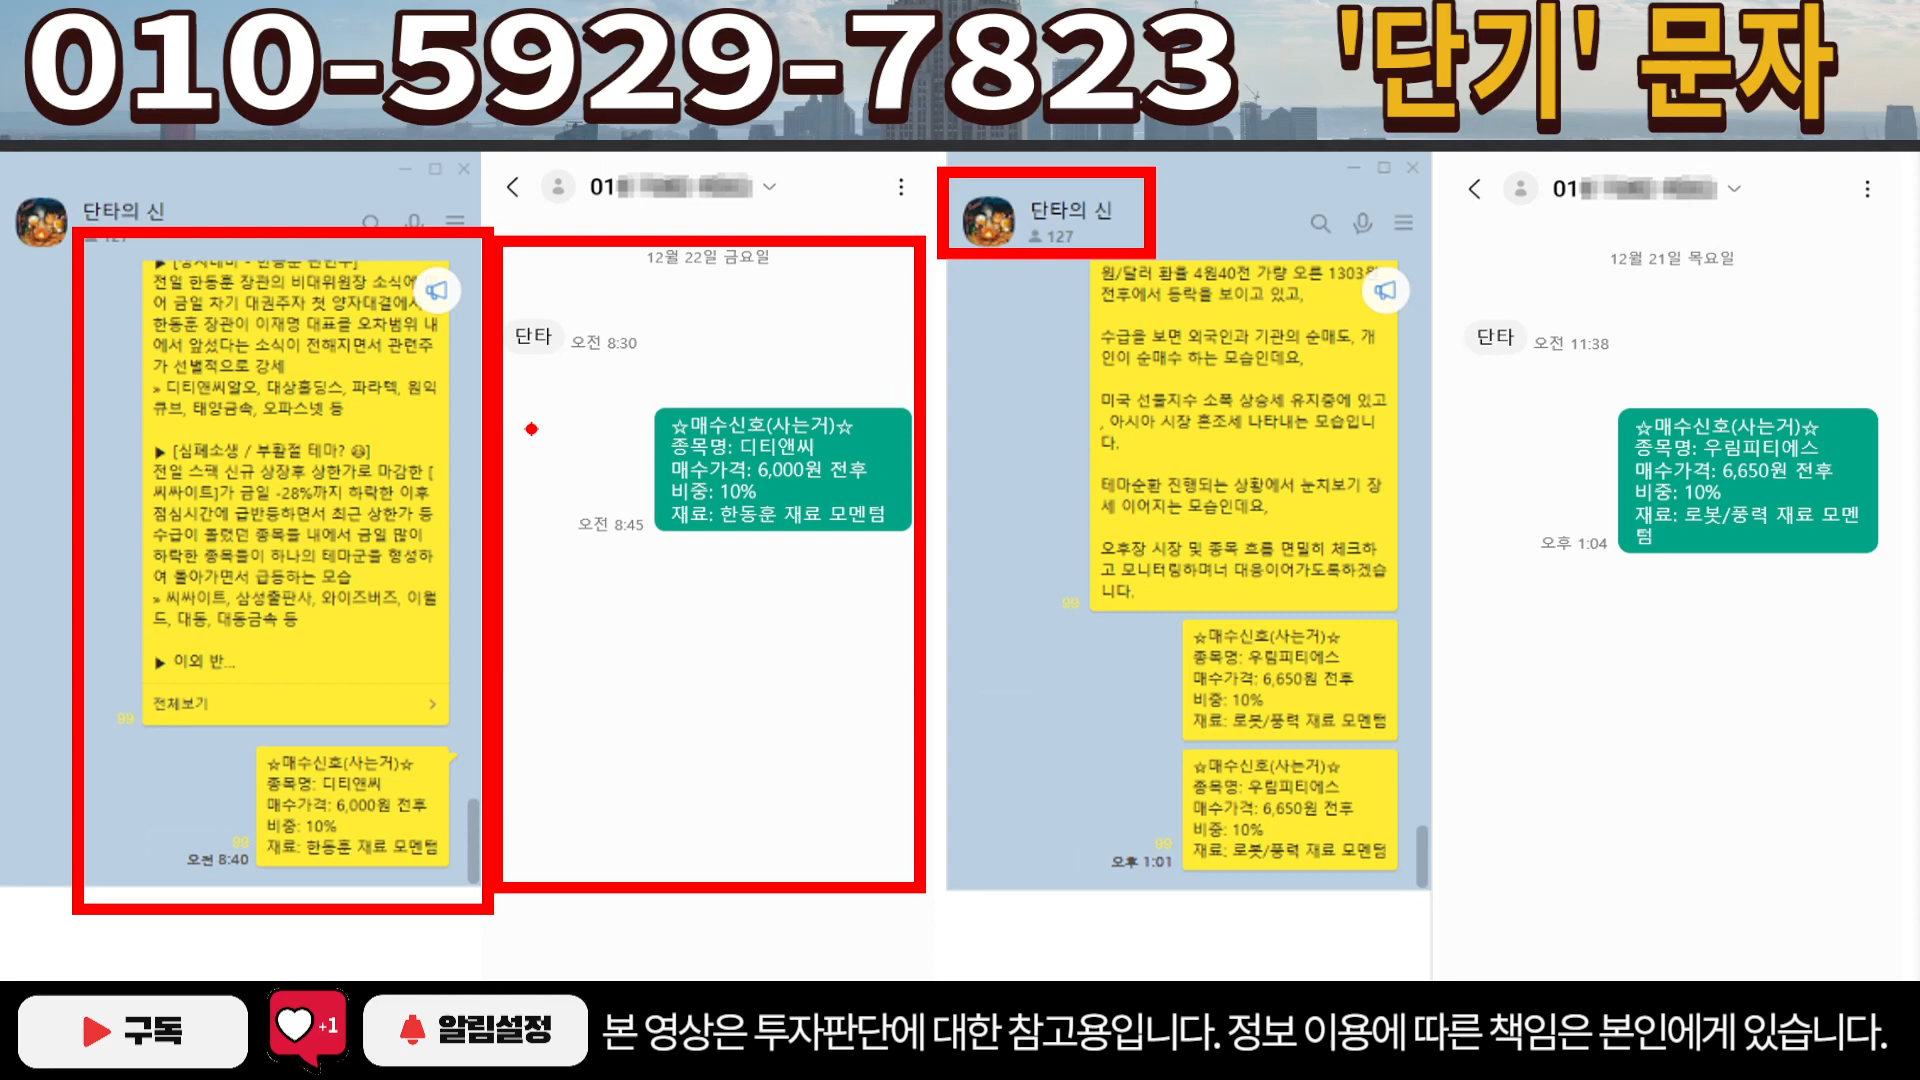 010-5929-7823 '단기' 문자
단타의 신
127
전일 한동훈 장관의 비대위원장 소식에
어 금일 차기 대권주자 첫 양자대결에서
한동훈 장관이 이재명 대표를 오차범위 내
에서 앞섰다는 소식이 전해지면서 관련주
가 선별적으로 강세
» 디티앤씨알오, 대상홀딩스, 파라텍, 원익
큐브, 태양금속, 오파스넷 등
▶ [심폐소생 / 부활절 테마? ]
전일 스팩 신규 상장후 상한가로 마감한 [
씨싸이트]가 금일 -28%까지 하락한 이후
점심시간에 급반등하면서 최근 상한가 등
수급이 몰렸던 종목들 내에서 금일 많이
하락한 종목들이 하나의 테마군을 형성하
여 돌아가면서 급등하는 모습
» 씨싸이트, 삼성출판사, 와이즈버즈, 이월
드, 대동, 대동금속 등
▶ 이외 반...
전체보기
99
☆매수신호(사는거)☆
종목명: 디티앤씨
매수가격: 6,000원 전후
비중: 10%
재료: 한동훈 재료 모멘텀
99
오전 8:40
01
12월 22일 금요일
단타
오전 8:30
☆매수신호(사는거)☆
종목명: 디티앤씨
매수가격: 6,000원 전후
비중: 10%
재료: 한동훈 재료 모멘텀
오전 8:45
단타의 신
127
원/달러 환율 4원40전 가량 오른 1303원
전후에서 등락을 보이고 있고,
수급을 보면 외국인과 기관의 순매도, 개
인이 순매수 하는 모습인데요,
미국 선물지수 소폭 상승세 유지중에 있고
, 아시아 시장 혼조세 나타내는 모습입니
다.
테마순환 진행되는 상황에서 눈치보기 장
세 이어지는 모습인데요,
오후장 시장 및 종목 흐름 면밀히 체크하
고 모니터링하며너 대응이어가도록하겠습
니다.
99
☆매수신호(사는거)☆
종목명: 우림피티에스
매수가격: 6,650원 전후
비중: 10%
재료: 로봇/풍력 재료 모멘텀
☆매수신호(사는거)☆
종목명: 우림피티에스
매수가격: 6,650원 전후
비중: 10%
재료: 로봇/풍력 재료 모멘텀
99
오후 1:01
01
12월 21일 목요일
단타
오전 11:38
☆매수신호(사는거)☆
종목명: 우림피티에스
매수가격: 6,650원 전후
비중: 10%
재료: 로봇/풍력 재료 모멘
텀
오후 1:04
구독
+1
알림설정
본 영상은 투자판단에 대한 참고용입니다. 정보 이용에 따른 책임은 본인에게 있습니다.